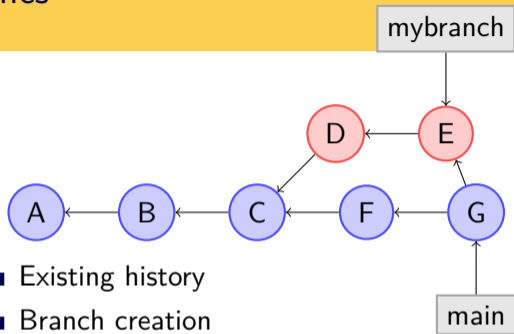 mybranch
D E
A B C F G
Existing history
Branch creation
main